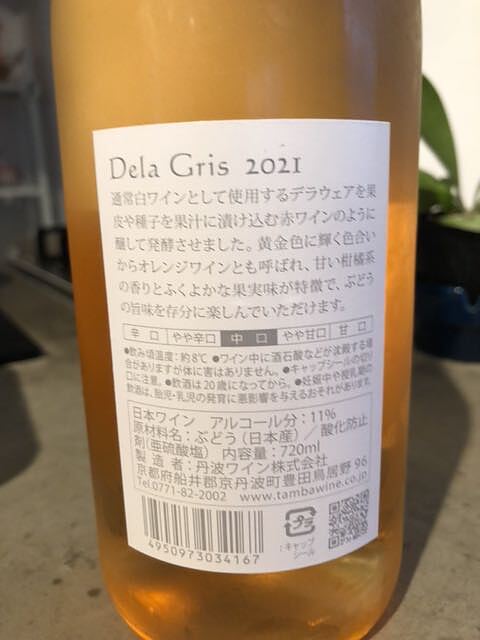 Dela Gris 2021
通常白ワインとして使用するデラウェアを果
皮や種子を果汁に漬け込む赤ワインのように
醸して発酵させました。黄金色に輝く色合い
からオレンジワインとも呼ばれ、甘い柑橘系
の香りとふくよかな果実味が特徴で、ぶどう
の旨味を存分に楽しんでいただけます。
辛 口 やや辛口 中 口 やや甘口 甘 口
●飲み頃温度:約8℃ ●ワイン中に酒石酸などが沈殿する場
合がありますが体に害はありません。●キャップシールの切り
口に注意。●飲酒は20歳になってから。●妊娠中や授乳期の
飲酒は、胎児・乳児の発育に悪影響を与えるおそれがあります。
日本ワイン アルコール分:11%
原材料名:ぶどう(日本産)／酸化防止
剤(亜硫酸塩) 内容量:720ml
製 造 者:丹波ワイン株式会社
京都府船井郡京丹波町豊田鳥居野 96
Tel.0771-82-2002 www.tambawine.co.jp
プラ
:キャップ
シール
4950973034167